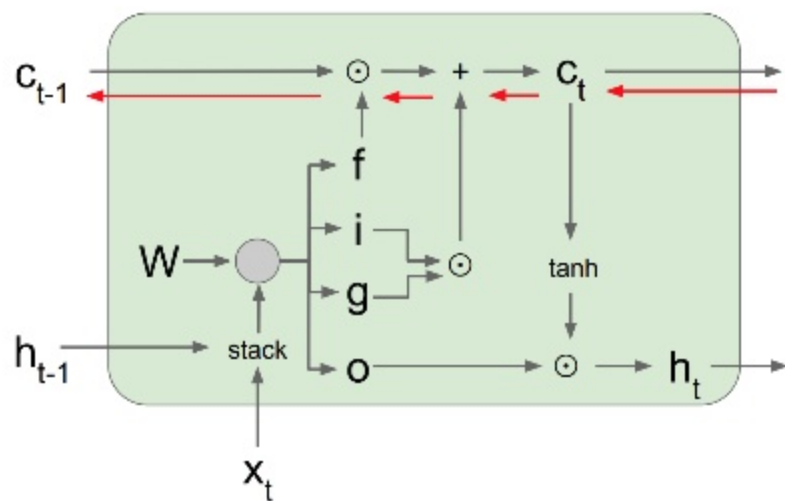 c_{t-1} ⊙ + c_t
f
i
W ⊙ tanh
g
h_{t-1} stack o ⊙ h_t
x_t